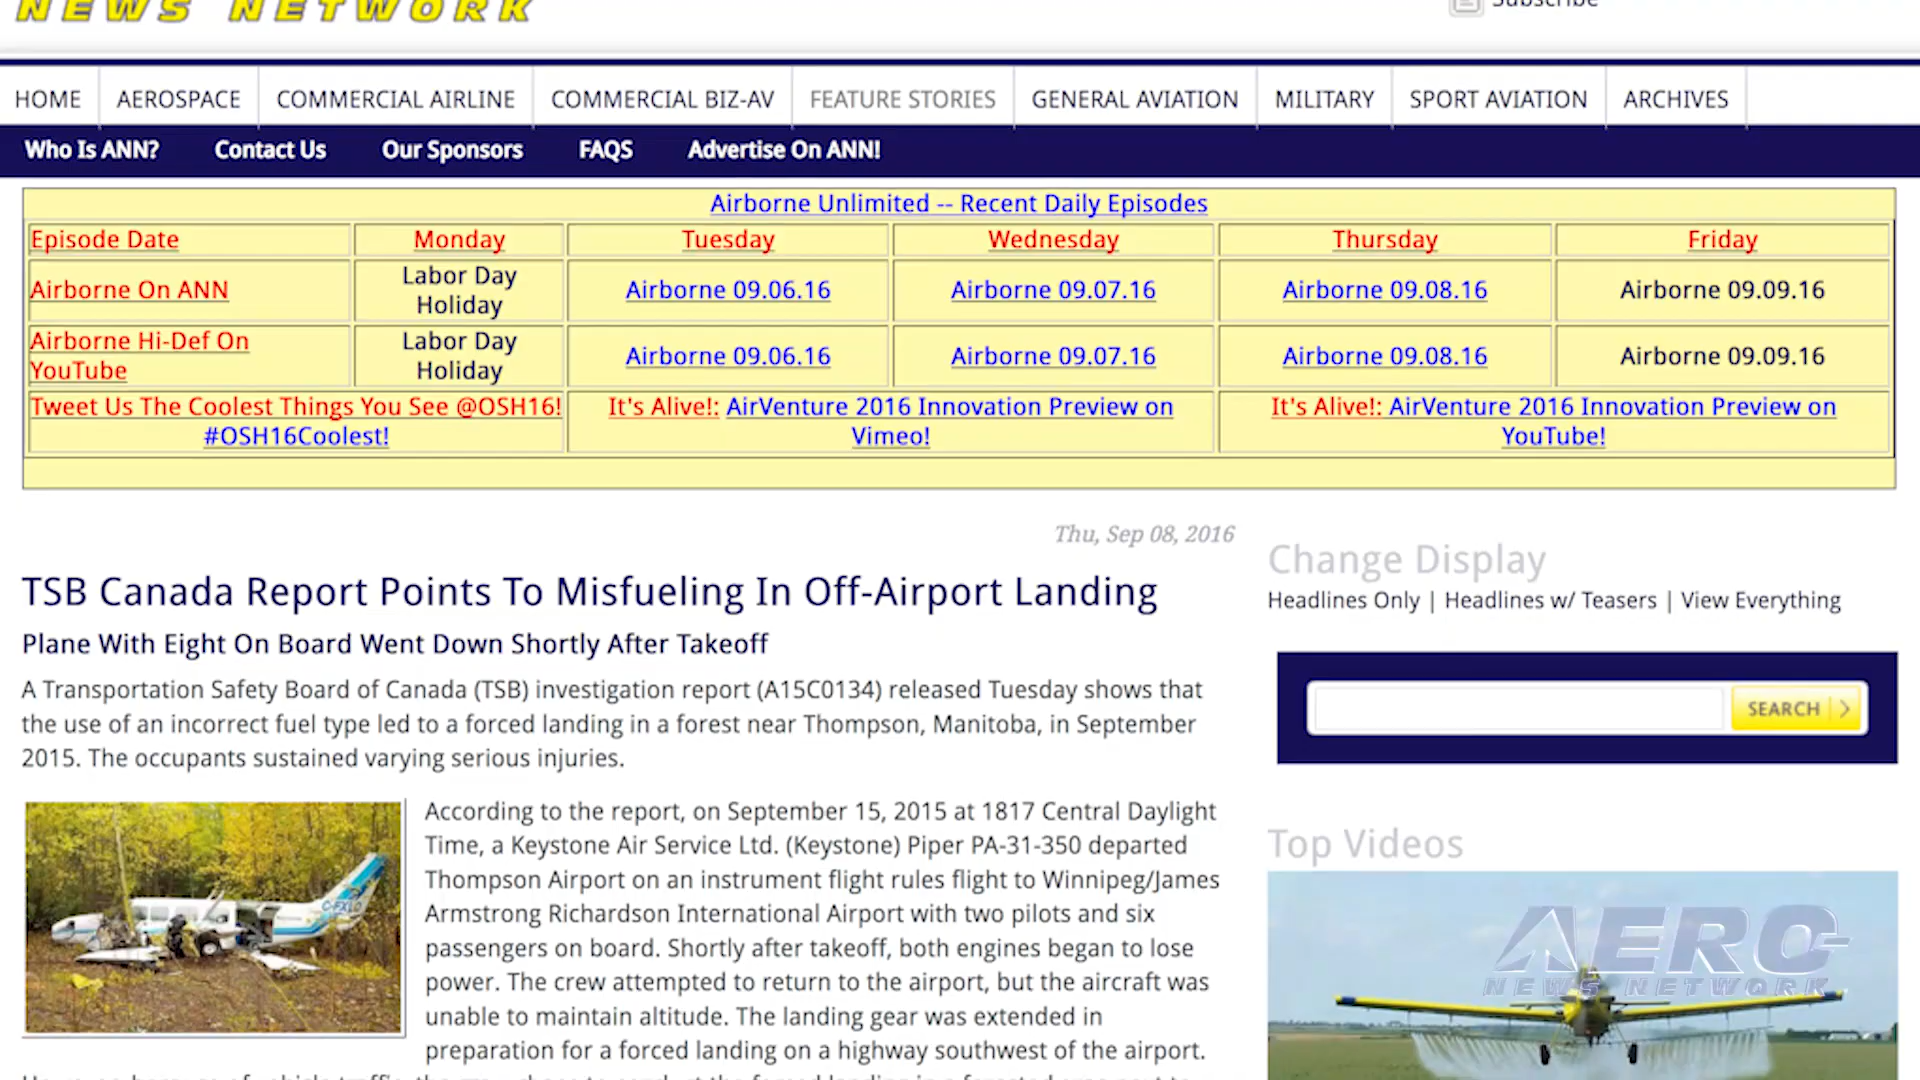 NEWS NETWORK
Subscribe
HOME AEROSPACE COMMERCIAL AIRLINE COMMERCIAL BIZ-AV FEATURE STORIES GENERAL AVIATION MILITARY SPORT AVIATION ARCHIVES
Who Is ANN? Contact Us Our Sponsors FAQS Advertise On ANN!
Airborne Unlimited -- Recent Daily Episodes
Episode Date Monday Tuesday Wednesday Thursday Friday
Airborne On ANN Labor Day Holiday Airborne 09.06.16 Airborne 09.07.16 Airborne 09.08.16 Airborne 09.09.16
Airborne Hi-Def On YouTube Labor Day Holiday Airborne 09.06.16 Airborne 09.07.16 Airborne 09.08.16 Airborne 09.09.16
Tweet Us The Coolest Things You See @OSH16! #OSH16Coolest! It's Alive!: AirVenture 2016 Innovation Preview on Vimeo! It's Alive!: AirVenture 2016 Innovation Preview on YouTube!
Thu, Sep 08, 2016
TSB Canada Report Points To Misfueling In Off-Airport Landing
Plane With Eight On Board Went Down Shortly After Takeoff
A Transportation Safety Board of Canada (TSB) investigation report (A15C0134) released Tuesday shows that
the use of an incorrect fuel type led to a forced landing in a forest near Thompson, Manitoba, in September
2015. The occupants sustained varying serious injuries.
According to the report, on September 15, 2015 at 1817 Central Daylight
Time, a Keystone Air Service Ltd. (Keystone) Piper PA-31-350 departed
Thompson Airport on an instrument flight rules flight to Winnipeg/James
Armstrong Richardson International Airport with two pilots and six
passengers on board. Shortly after takeoff, both engines began to lose
power. The crew attempted to return to the airport, but the aircraft was
unable to maintain altitude. The landing gear was extended in
preparation for a forced landing on a highway southwest of the airport.
Change Display
Headlines Only | Headlines w/ Teasers | View Everything
SEARCH
Top Videos
AERO-
NEWS NETWORK